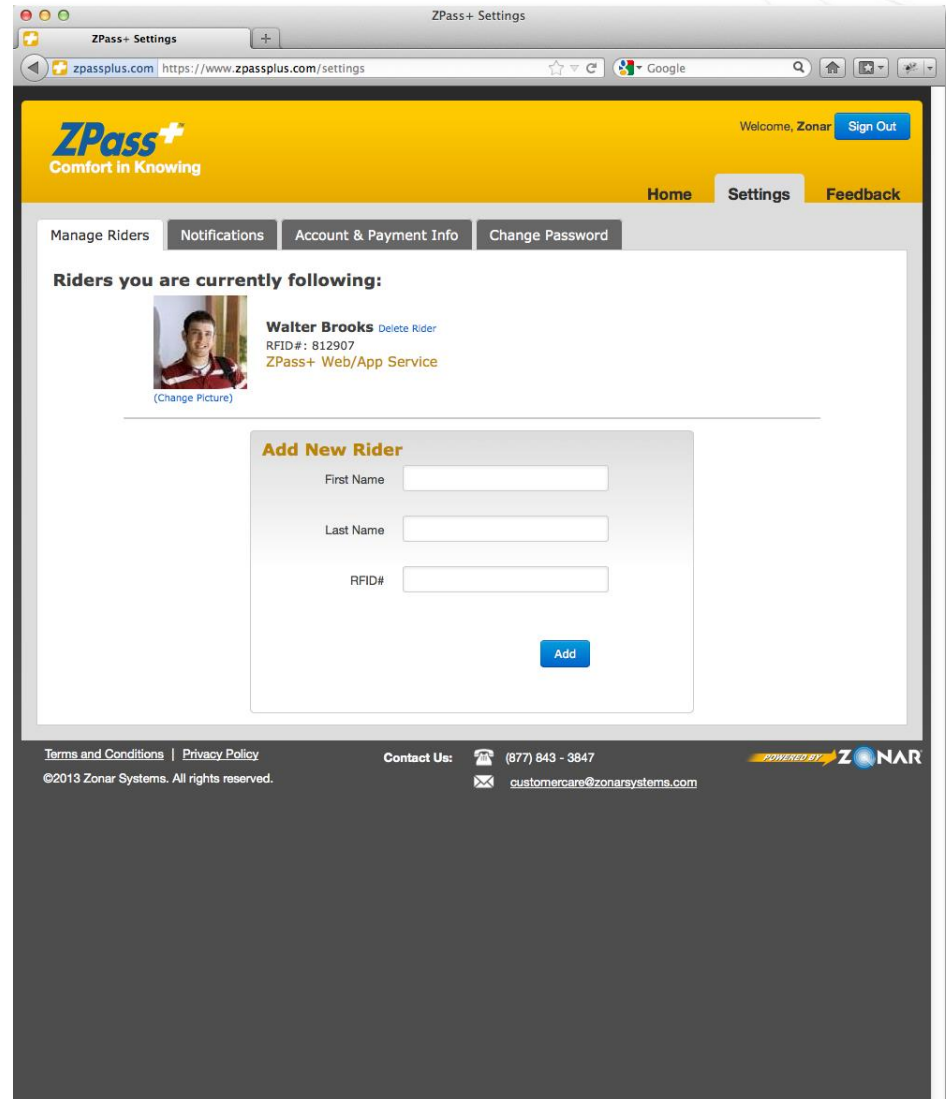 ZPass+ Settings
ZPass+ Settings
zpassplus.com https://www.zpassplus.com/settings Google
Welcome, Zonar Sign Out
ZPass+
Comfort in Knowing
Home Settings Feedback
Manage Riders Notifications Account & Payment Info Change Password
Riders you are currently following:
Walter Brooks Delete Rider
RFID#: 812907
ZPass+ Web/App Service
(Change Picture)
Add New Rider
First Name
Last Name
RFID#
Add
Terms and Conditions | Privacy Policy Contact Us: (877) 843 - 3847 POWERED BY ZONAR
©2013 Zonar Systems. All rights reserved. customercare@zonarsystems.com